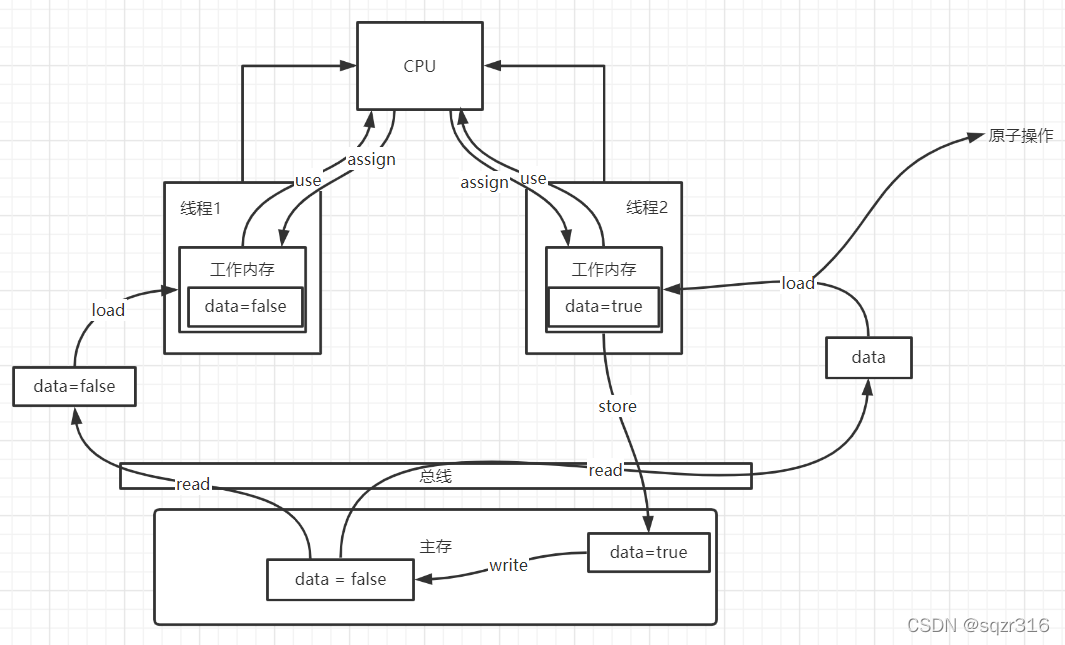 CPU
原子操作
assign
use
assign
use
线程1
线程2
工作内存
工作内存
data=false
data=true
load
load
data=false
data
store
read
总线
read
主存
data=true
write
data = false
CSDN @sqzr316